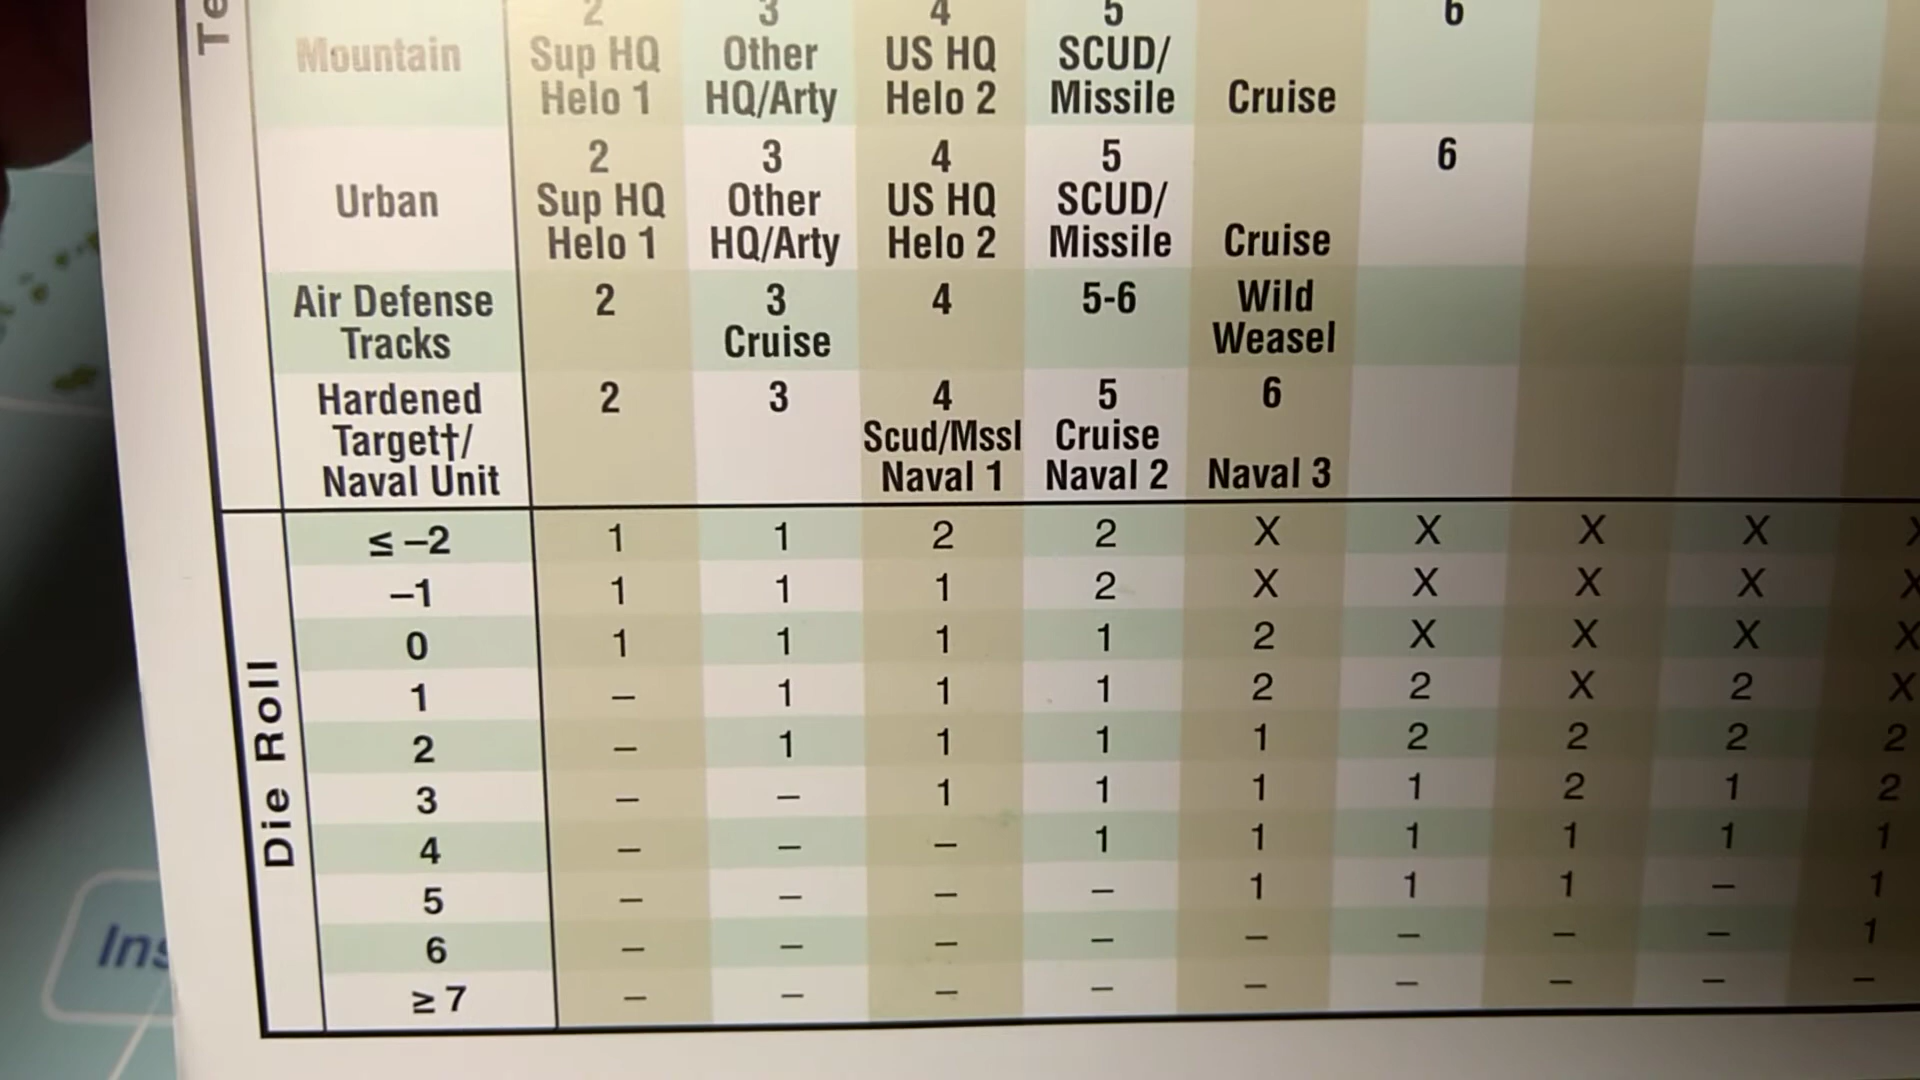 Te
2 3 4 5 6
Mountain Sup HQ Other US HQ SCUD/
Helo 1 HQ/Arty Helo 2 Missile Cruise
2 3 4 5 6
Urban Sup HQ Other US HQ SCUD/
Helo 1 HQ/Arty Helo 2 Missile Cruise
Air Defense 2 3 4 5-6 Wild
Tracks Cruise Weasel
Hardened 2 3 4 5 6
Target†/ Scud/Mssl Cruise
Naval Unit Naval 1 Naval 2 Naval 3
Die Roll
≤ –2 1 1 2 2 X X X X X
–1 1 1 1 2 X X X X X
0 1 1 1 1 2 X X X X
1 – 1 1 1 2 2 X 2 X
2 – 1 1 1 1 2 2 2 2
3 – – 1 1 1 1 2 1 2
4 – – – 1 1 1 1 1 1
5 – – – – 1 1 1 – 1
6 – – – – – – – – 1
≥ 7 – – – – – – – – –
Ins